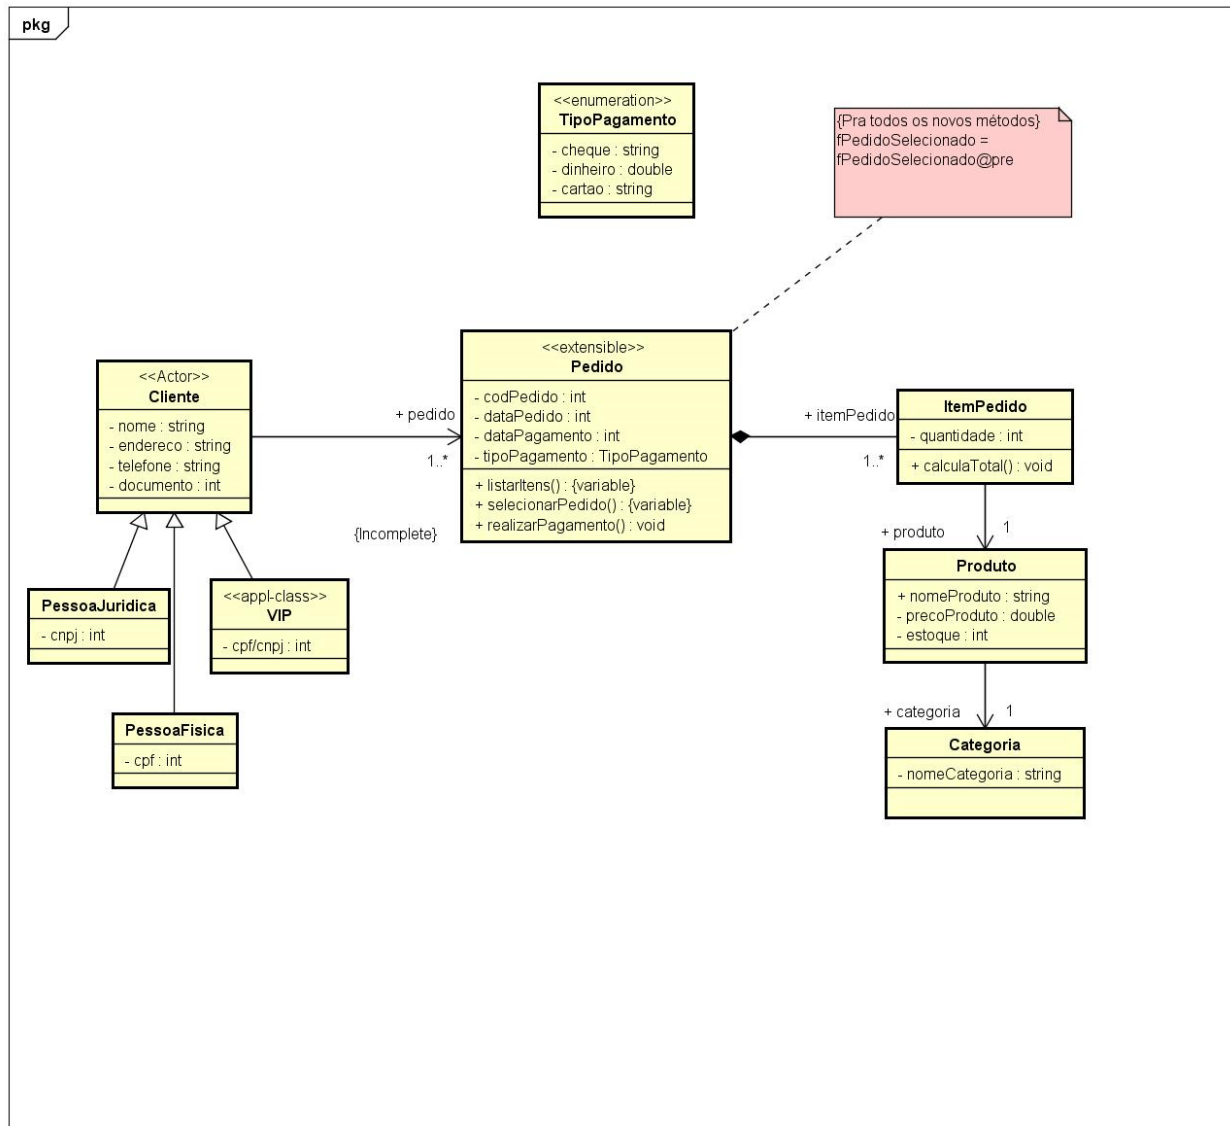 pkg
<<enumeration>>
TipoPagamento
- cheque : string
- dinheiro : double
- cartao : string
{Pra todos os novos métodos}
fPedidoSelecionado =
fPedidoSelecionado@pre
<<Actor>>
Cliente
- nome : string
- endereco : string
- telefone : string
- documento : int
+ pedido
1..*
{Incomplete}
<<extensible>>
Pedido
- codPedido : int
- dataPedido : int
- dataPagamento : int
- tipoPagamento : TipoPagamento
+ listarItens() : {variable}
+ selecionarPedido() : {variable}
+ realizarPagamento() : void
+ itemPedido
1..*
ItemPedido
- quantidade : int
+ calculaTotal() : void
+ produto
1
Produto
+ nomeProduto : string
- precoProduto : double
- estoque : int
+ categoria
1
Categoria
- nomeCategoria : string
PessoaJuridica
- cnpj : int
<<appl-class>>
VIP
- cpf/cnpj : int
PessoaFisica
- cpf : int